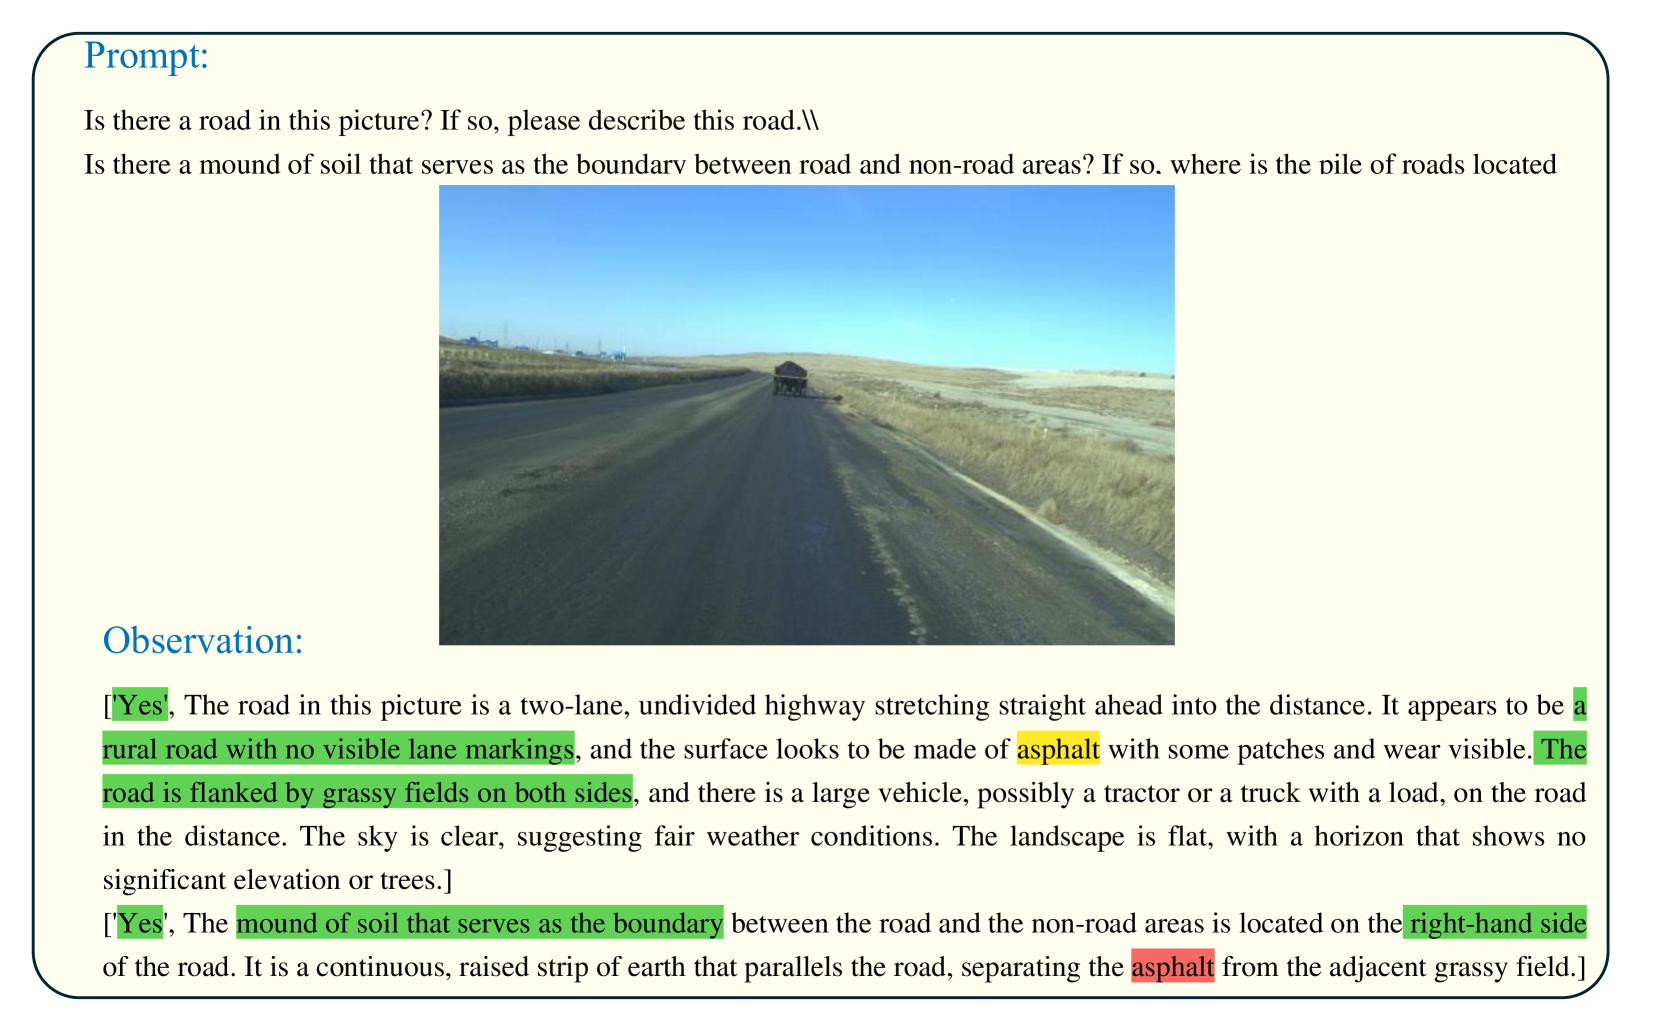 Prompt:
Is there a road in this picture? If so, please describe this road.\\
Is there a mound of soil that serves as the boundary between road and non-road areas? If so, where is the pile of roads located
Observation:
['Yes', The road in this picture is a two-lane, undivided highway stretching straight ahead into the distance. It appears to be a
rural road with no visible lane markings, and the surface looks to be made of asphalt with some patches and wear visible. The
road is flanked by grassy fields on both sides, and there is a large vehicle, possibly a tractor or a truck with a load, on the road
in the distance. The sky is clear, suggesting fair weather conditions. The landscape is flat, with a horizon that shows no
significant elevation or trees.]
['Yes', The mound of soil that serves as the boundary between the road and the non-road areas is located on the right-hand side
of the road. It is a continuous, raised strip of earth that parallels the road, separating the asphalt from the adjacent grassy field.]